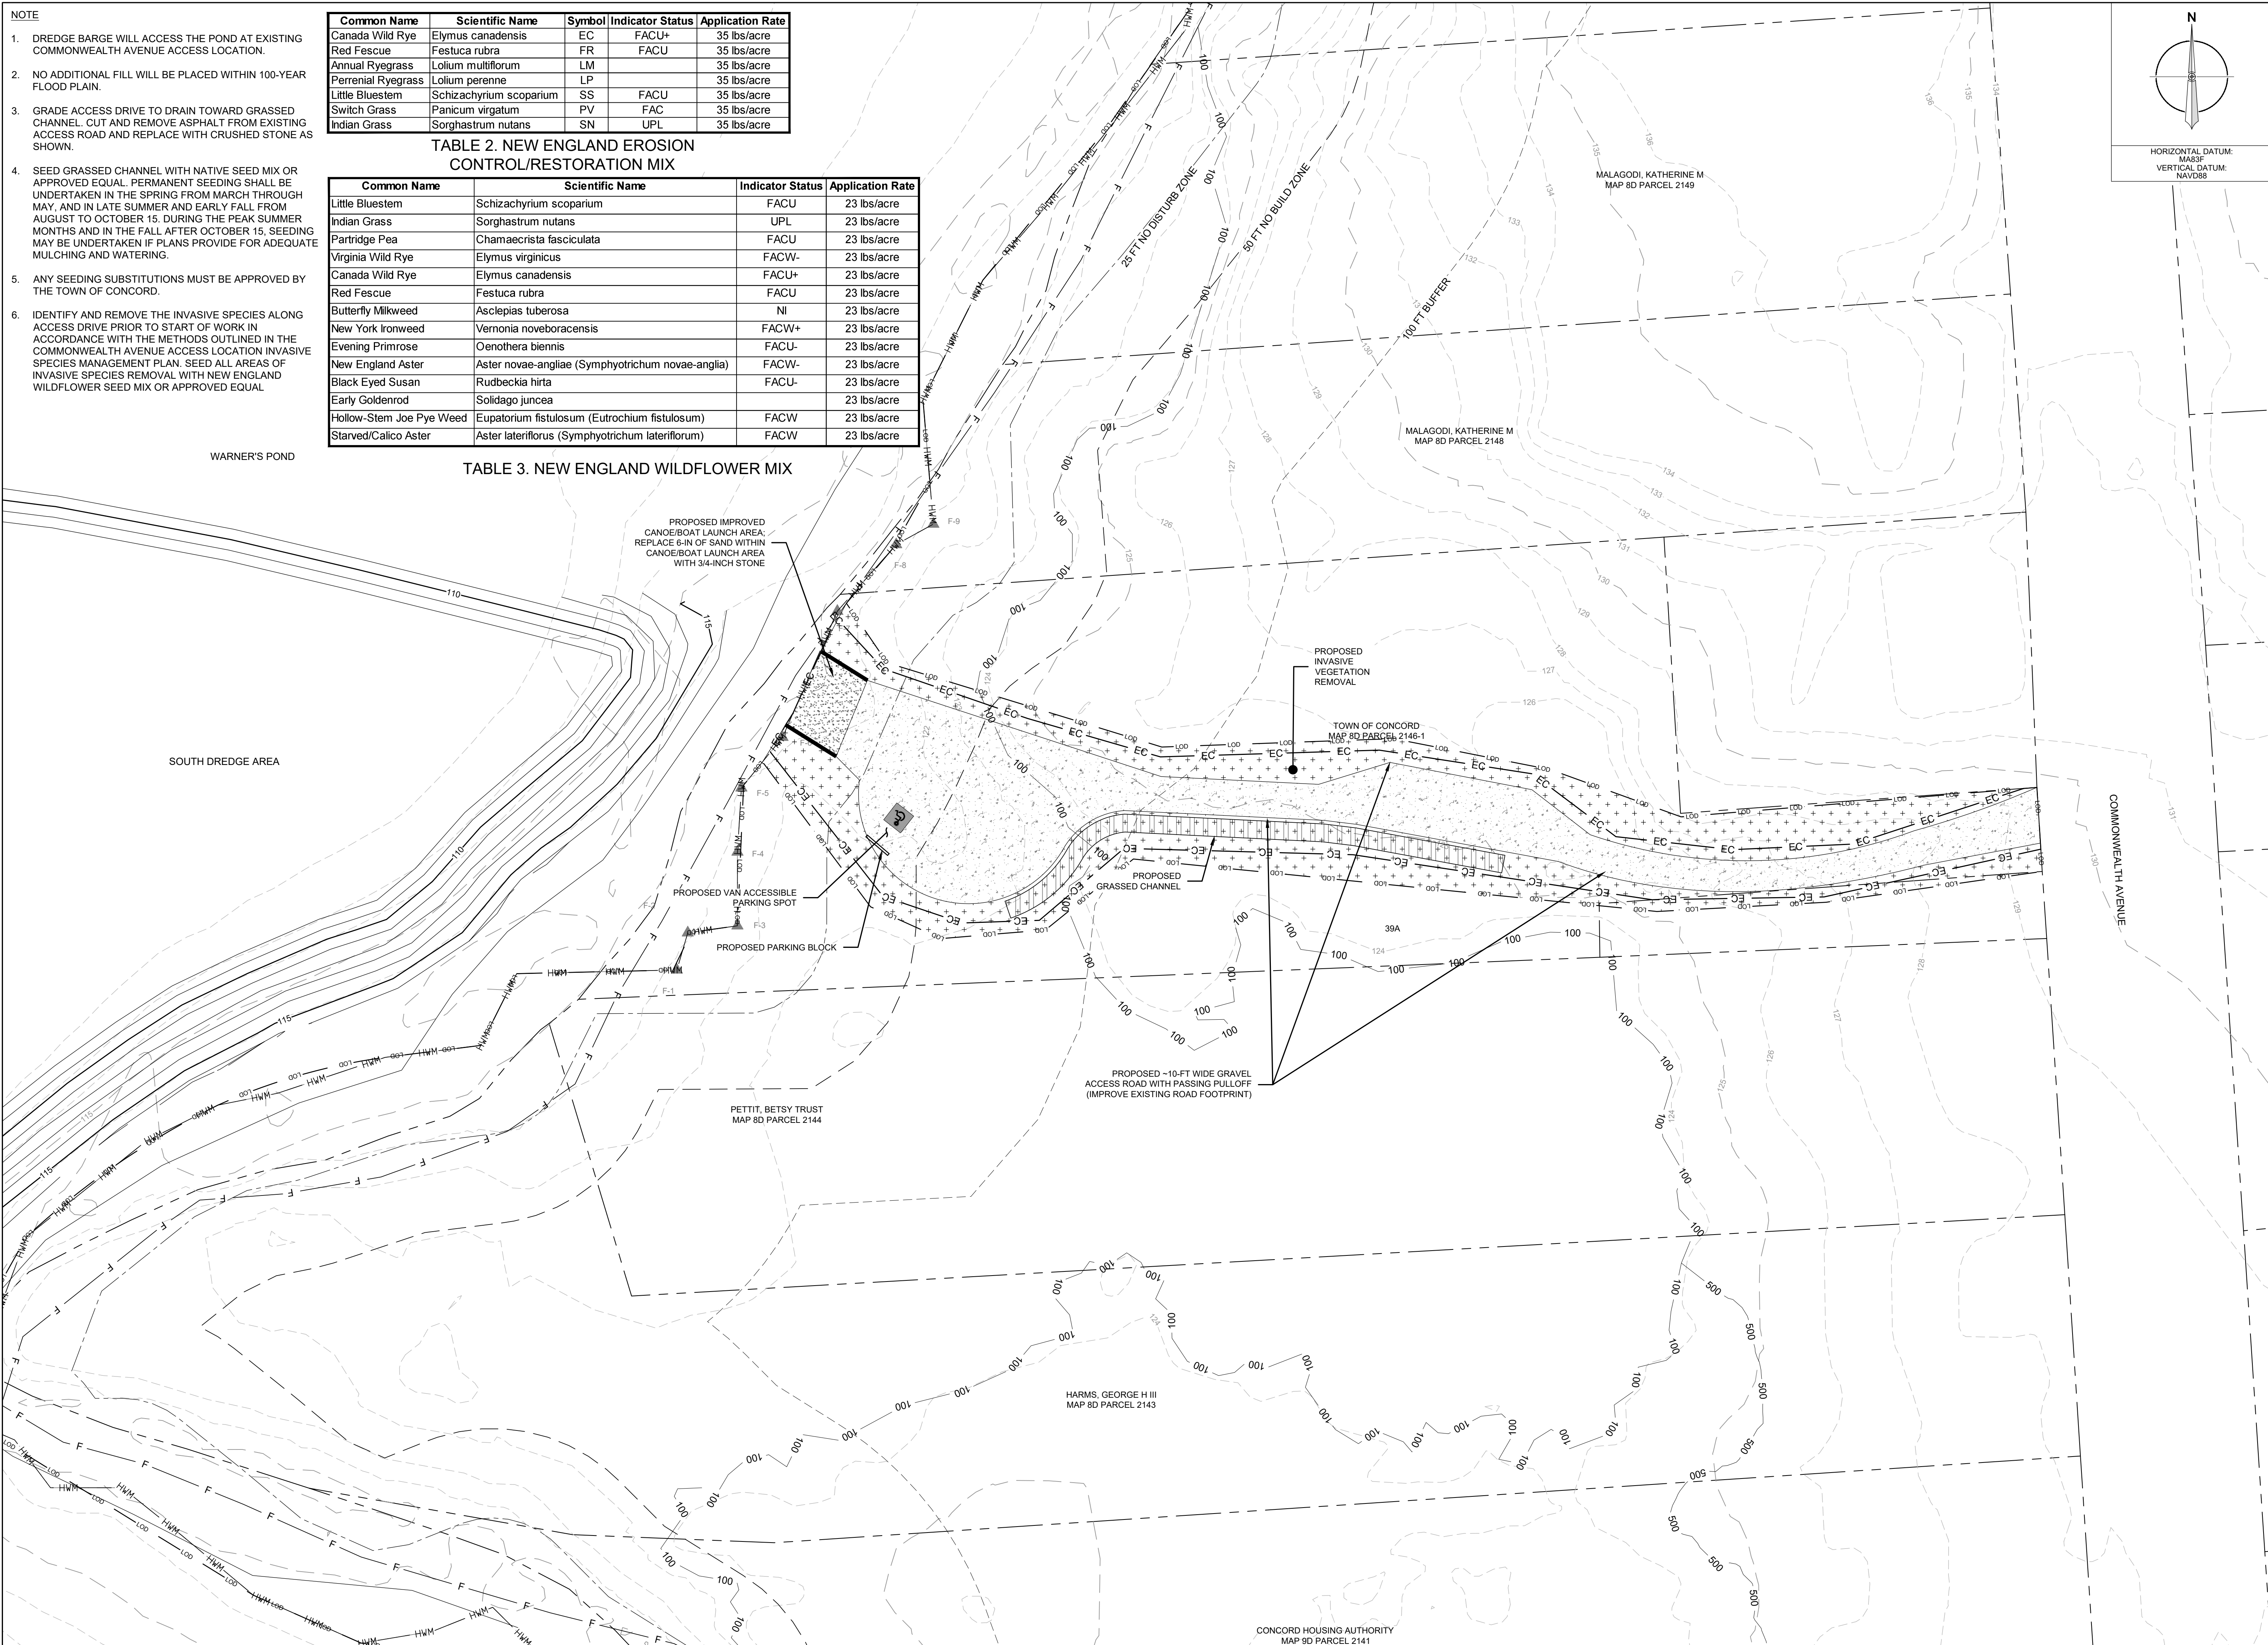 NOTE
1. DREDGE BARGE WILL ACCESS THE POND AT EXISTING
COMMONWEALTH AVENUE ACCESS LOCATION.
2. NO ADDITIONAL FILL WILL BE PLACED WITHIN 100-YEAR
FLOOD PLAIN.
3. GRADE ACCESS DRIVE TO DRAIN TOWARD GRASSED
CHANNEL. CUT AND REMOVE ASPHALT FROM EXISTING
ACCESS ROAD AND REPLACE WITH CRUSHED STONE AS
SHOWN.
4. SEED GRASSED CHANNEL WITH NATIVE SEED MIX OR
APPROVED EQUAL. PERMANENT SEEDING SHALL BE
UNDERTAKEN IN THE SPRING FROM MARCH THROUGH
MAY, AND IN LATE SUMMER AND EARLY FALL FROM
AUGUST TO OCTOBER 15. DURING THE PEAK SUMMER
MONTHS AND IN THE FALL AFTER OCTOBER 15, SEEDING
MAY BE UNDERTAKEN IF PLANS PROVIDE FOR ADEQUATE
MULCHING AND WATERING.
5. ANY SEEDING SUBSTITUTIONS MUST BE APPROVED BY
THE TOWN OF CONCORD.
6. IDENTIFY AND REMOVE THE INVASIVE SPECIES ALONG
ACCESS DRIVE PRIOR TO START OF WORK IN
ACCORDANCE WITH THE METHODS OUTLINED IN THE
COMMONWEALTH AVENUE ACCESS LOCATION INVASIVE
SPECIES MANAGEMENT PLAN. SEED ALL AREAS OF
INVASIVE SPECIES REMOVAL WITH NEW ENGLAND
WILDFLOWER SEED MIX OR APPROVED EQUAL
Common Name Scientific Name Symbol Indicator Status Application Rate
Canada Wild Rye Elymus canadensis EC FACU+ 35 lbs/acre
Red Fescue Festuca rubra FR FACU 35 lbs/acre
Annual Ryegrass Lolium multiflorum LM 35 lbs/acre
Perrenial Ryegrass Lolium perenne LP 35 lbs/acre
Little Bluestem Schizachyrium scoparium SS FACU 35 lbs/acre
Switch Grass Panicum virgatum PV FAC 35 lbs/acre
Indian Grass Sorghastrum nutans SN UPL 35 lbs/acre
TABLE 2. NEW ENGLAND EROSION
CONTROL/RESTORATION MIX
Common Name Scientific Name Indicator Status Application Rate
Little Bluestem Schizachyrium scoparium FACU 23 lbs/acre
Indian Grass Sorghastrum nutans UPL 23 lbs/acre
Partridge Pea Chamaecrista fasciculata FACU 23 lbs/acre
Virginia Wild Rye Elymus virginicus FACW- 23 lbs/acre
Canada Wild Rye Elymus canadensis FACU+ 23 lbs/acre
Red Fescue Festuca rubra FACU 23 lbs/acre
Butterfly Milkweed Asclepias tuberosa NI 23 lbs/acre
New York Ironweed Vernonia noveboracensis FACW+ 23 lbs/acre
Evening Primrose Oenothera biennis FACU- 23 lbs/acre
New England Aster Aster novae-angliae (Symphyotrichum novae-anglia) FACW- 23 lbs/acre
Black Eyed Susan Rudbeckia hirta FACU- 23 lbs/acre
Early Goldenrod Solidago juncea 23 lbs/acre
Hollow-Stem Joe Pye Weed Eupatorium fistulosum (Eutrochium fistulosum) FACW 23 lbs/acre
Starved/Calico Aster Aster lateriflorus (Symphyotrichum lateriflorum) FACW 23 lbs/acre
TABLE 3. NEW ENGLAND WILDFLOWER MIX
N
HORIZONTAL DATUM:
MA83F
VERTICAL DATUM:
NAVD88
25 FT NO DISTURB ZONE
50 FT NO BUILD ZONE
100 FT BUFFER
MALAGODI, KATHERINE M
MAP 8D PARCEL 2149
MALAGODI, KATHERINE M
MAP 8D PARCEL 2148
WARNER'S POND
SOUTH DREDGE AREA
PROPOSED IMPROVED
CANOE/BOAT LAUNCH AREA;
REPLACE 6-IN OF SAND WITHIN
CANOE/BOAT LAUNCH AREA
WITH 3/4-INCH STONE
F-9
F-8
F-5
F-4
F-3
F-2
F-1
PROPOSED
INVASIVE
VEGETATION
REMOVAL
TOWN OF CONCORD
MAP 8D PARCEL 2146-1
PROPOSED VAN ACCESSIBLE
PARKING SPOT
PROPOSED PARKING BLOCK
PROPOSED
GRASSED CHANNEL
39A
COMMONWEALTH AVENUE
PROPOSED ~10-FT WIDE GRAVEL
ACCESS ROAD WITH PASSING PULLOFF
(IMPROVE EXISTING ROAD FOOTPRINT)
PETTIT, BETSY TRUST
MAP 8D PARCEL 2144
HARMS, GEORGE H III
MAP 8D PARCEL 2143
CONCORD HOUSING AUTHORITY
MAP 9D PARCEL 2141